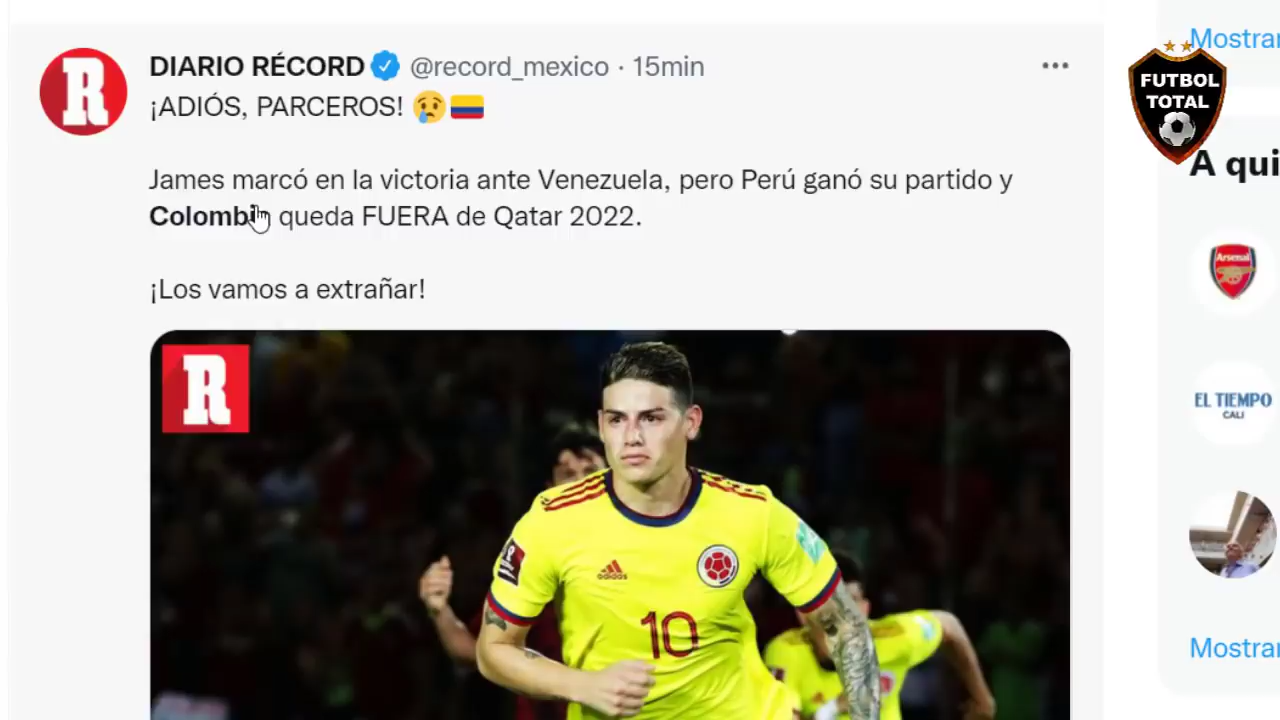 DIARIO RÉCORD @record_mexico · 15min
¡ADIÓS, PARCEROS! 😢🇨🇴
James marcó en la victoria ante Venezuela, pero Perú ganó su partido y
Colombia queda FUERA de Qatar 2022.
¡Los vamos a extrañar!
R
R
adidas
10
Mostrar
FUTBOL
TOTAL
A qui
Arsenal
EL TIEMPO
CALI
Mostrar